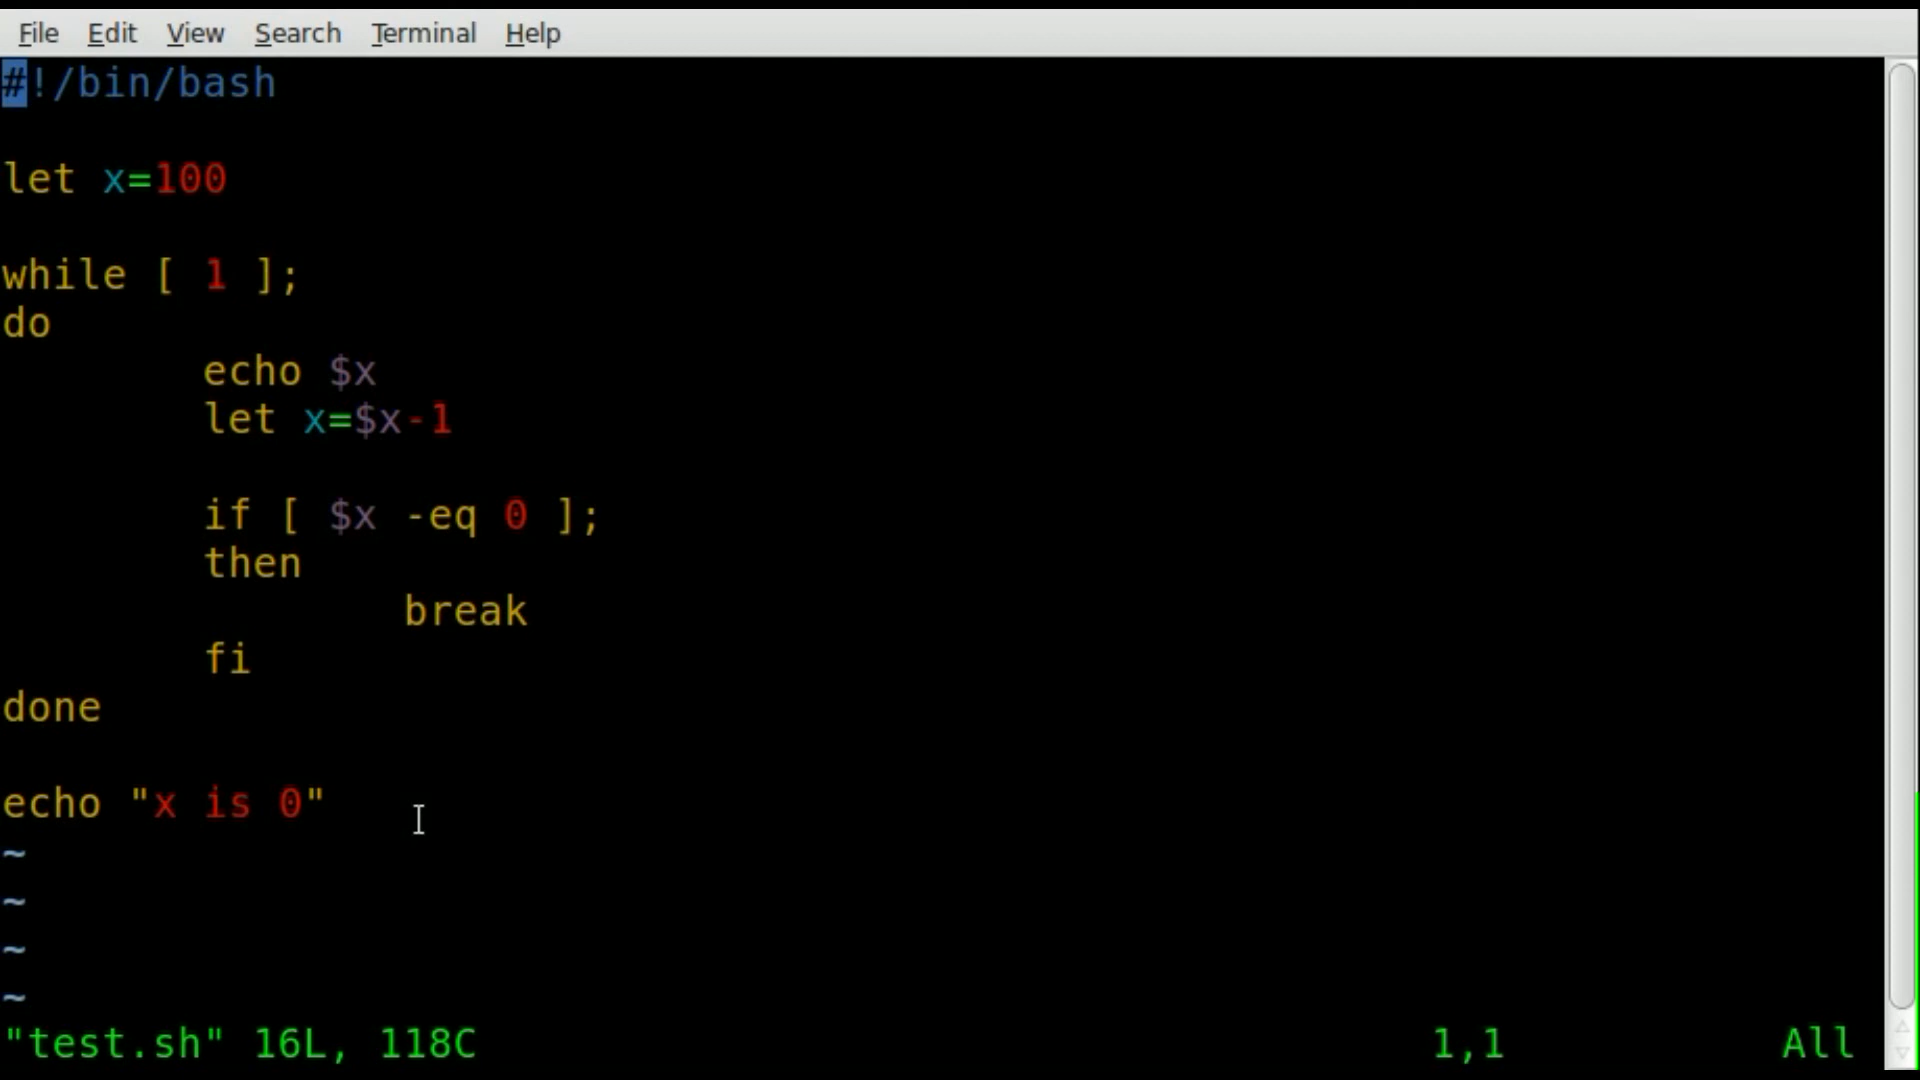 File Edit View Search Terminal Help
#!/bin/bash

let x=100

while [ 1 ];
do
        echo $x
        let x=$x-1

        if [ $x -eq 0 ];
        then
                break
        fi
done

echo "x is 0"
~
~
~
~
"test.sh" 16L, 118C 1,1 All